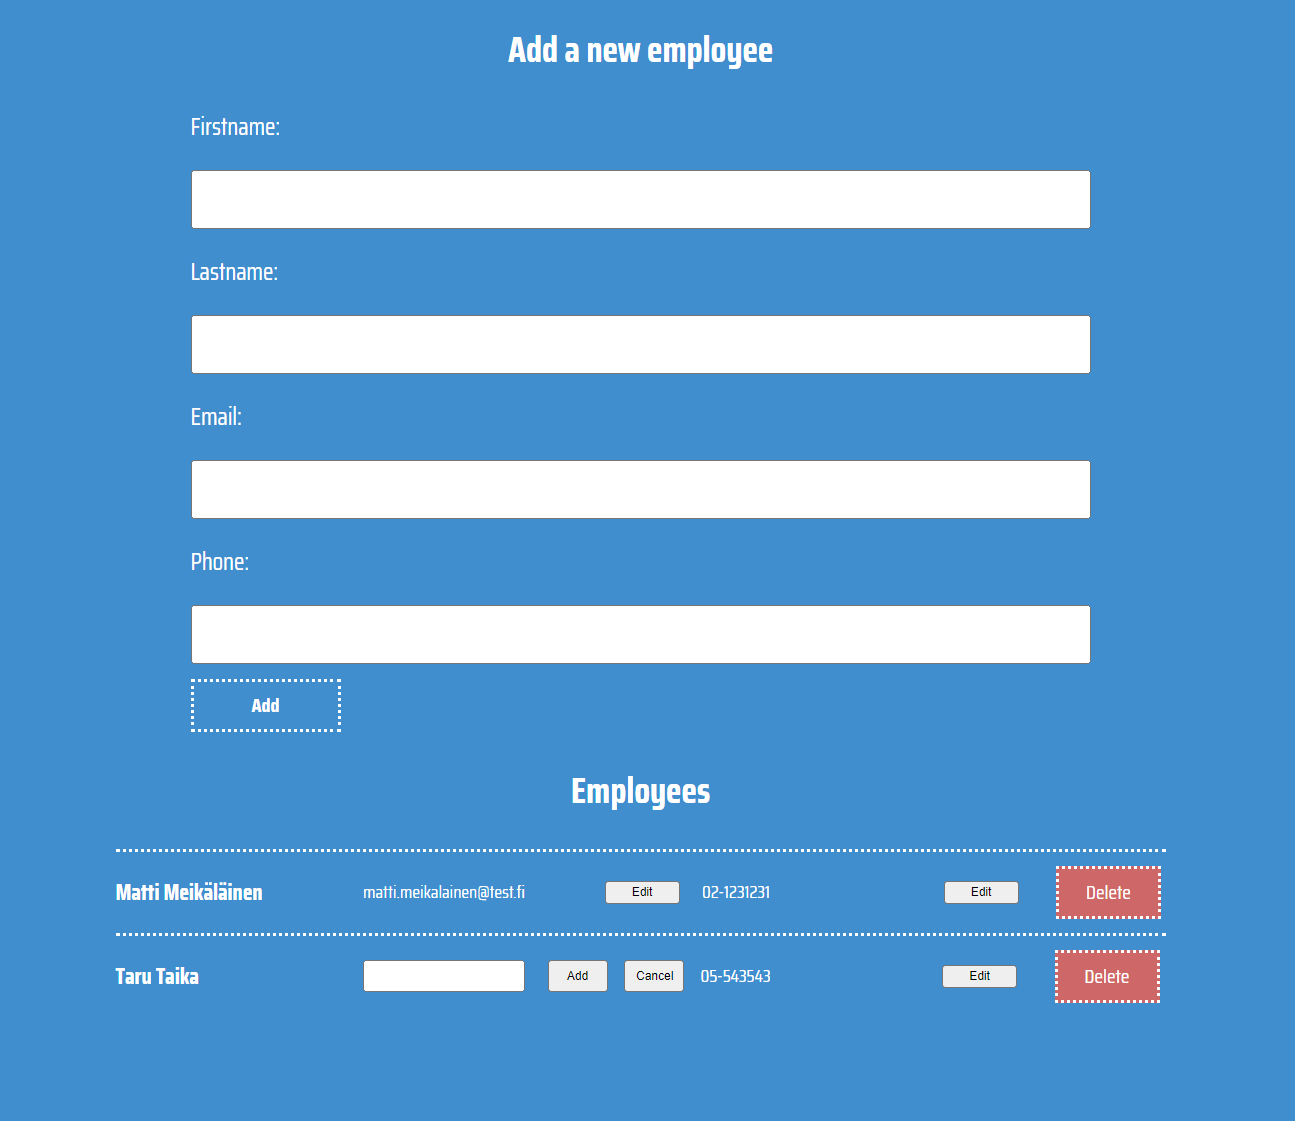 Add a new employee
Firstname:
Lastname:
Email:
Phone:
Add
Employees
Matti Meikäläinen matti.meikalainen@test.fi Edit 02-1231231 Edit Delete
Taru Taika Add Cancel 05-543543 Edit Delete